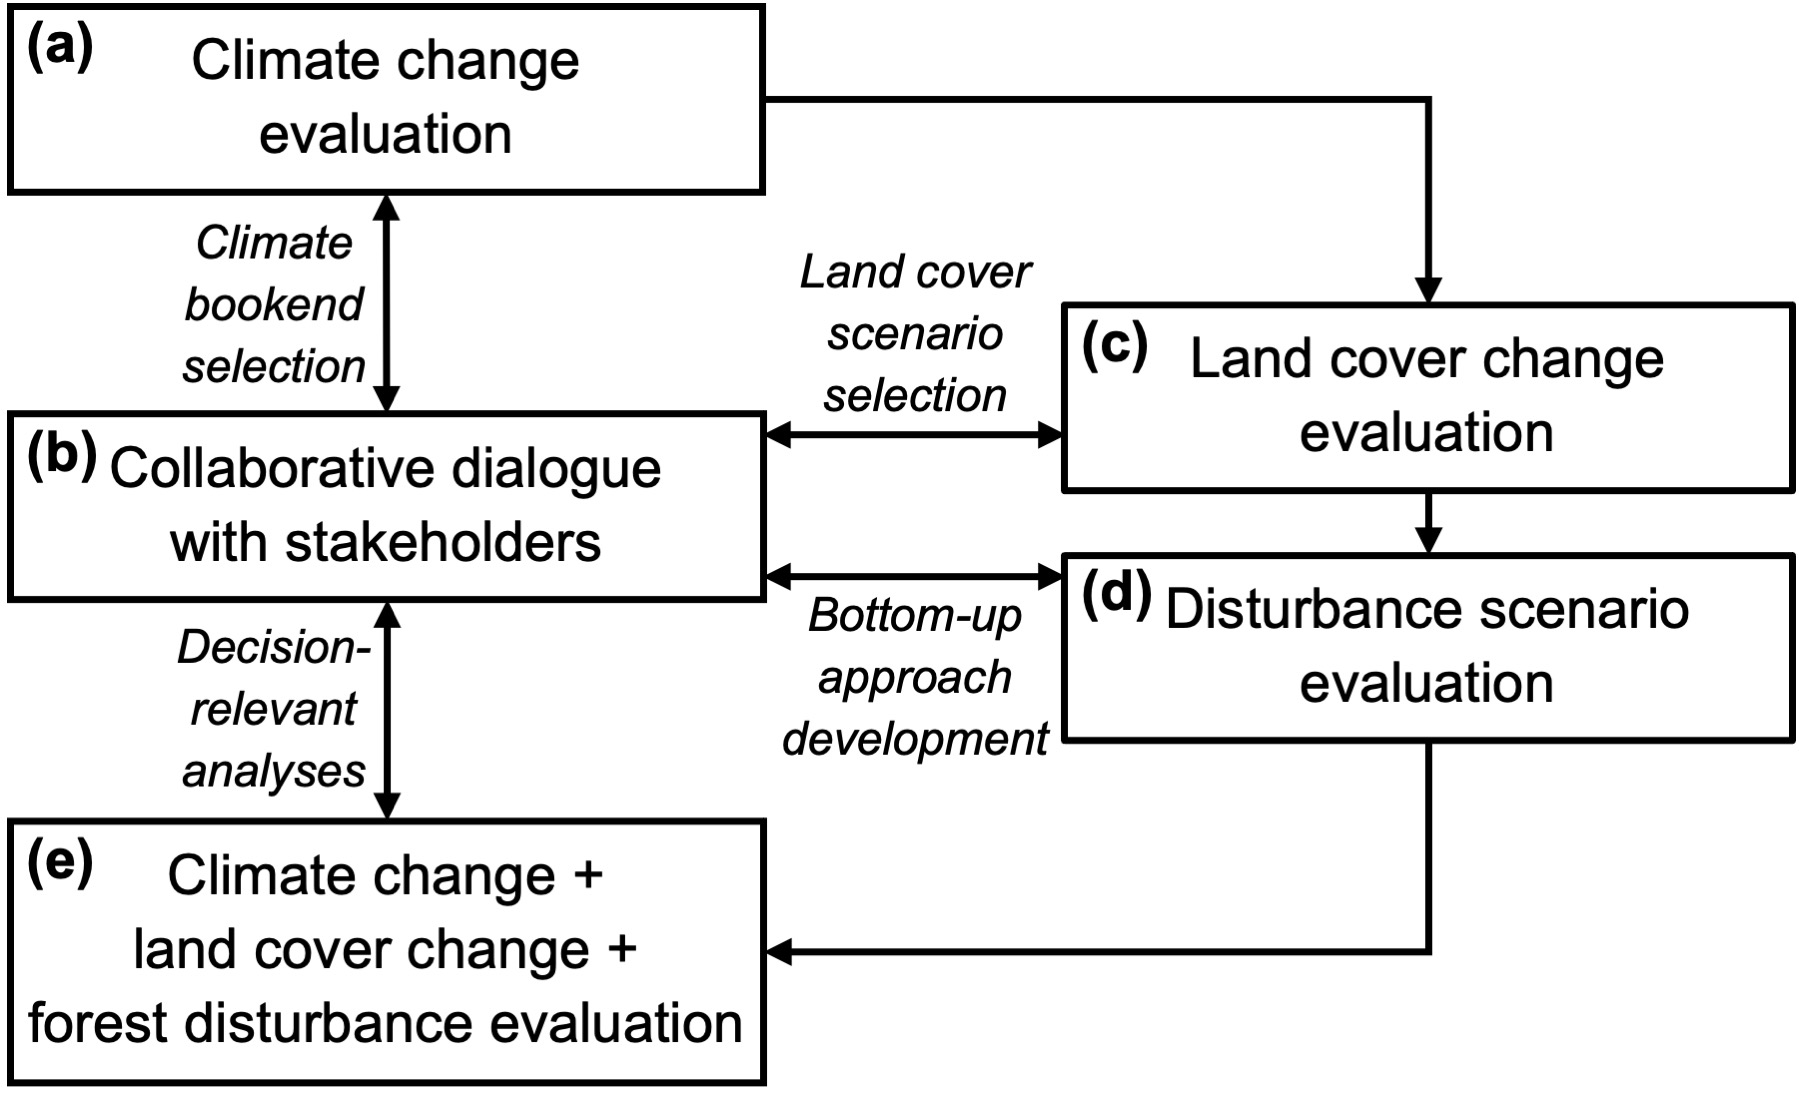 (a) Climate change
evaluation
Climate
bookend
selection
Land cover
scenario
selection
(b) Collaborative dialogue
with stakeholders
(c) Land cover change
evaluation
Bottom-up
approach
development
(d) Disturbance scenario
evaluation
Decision-
relevant
analyses
(e) Climate change +
land cover change +
forest disturbance evaluation